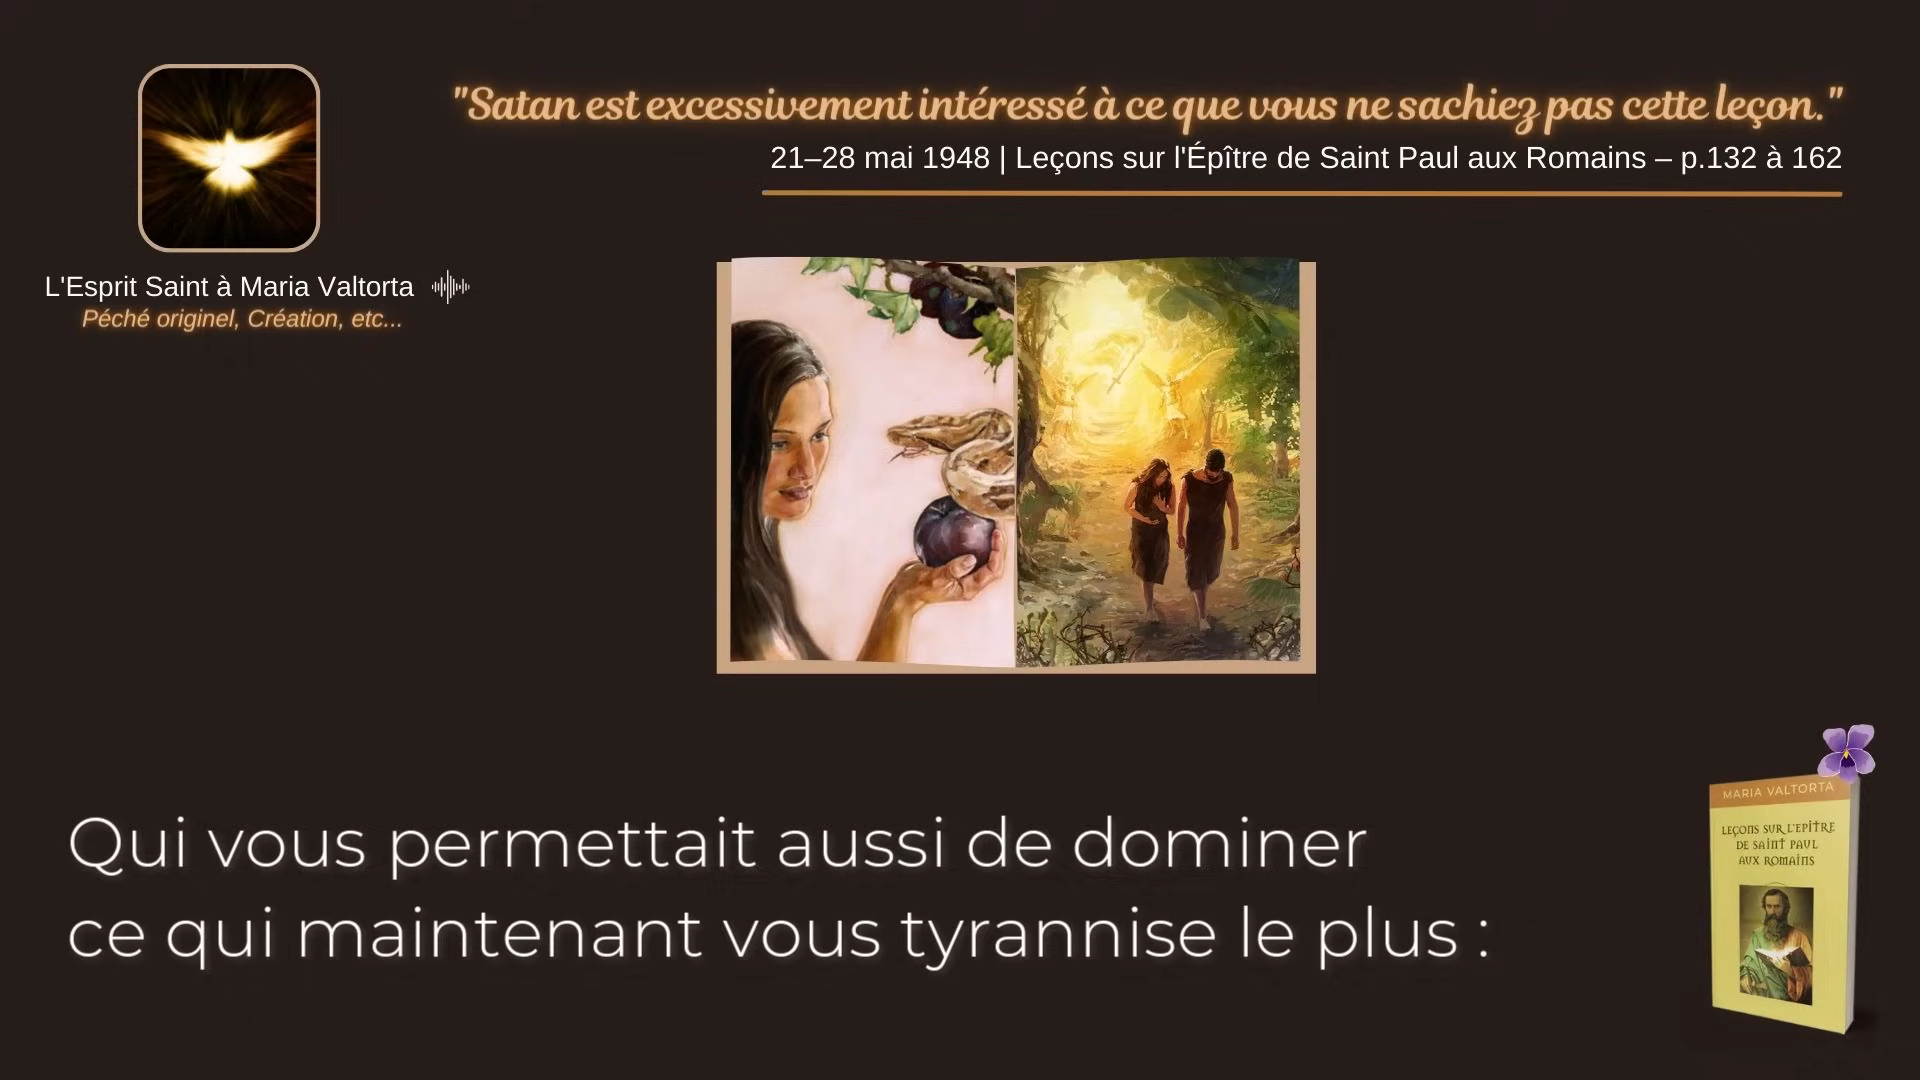 "Satan est excessivement intéressé à ce que vous ne sachiez pas cette leçon."
21–28 mai 1948 | Leçons sur l'Épître de Saint Paul aux Romains – p.132 à 162
L'Esprit Saint à Maria Valtorta
Péché originel, Création, etc...
Qui vous permettait aussi de dominer
ce qui maintenant vous tyrannise le plus :
MARIA VALTORTA
LEÇONS SUR L'EPÎTRE
DE SAINT PAUL
AUX ROMAINS